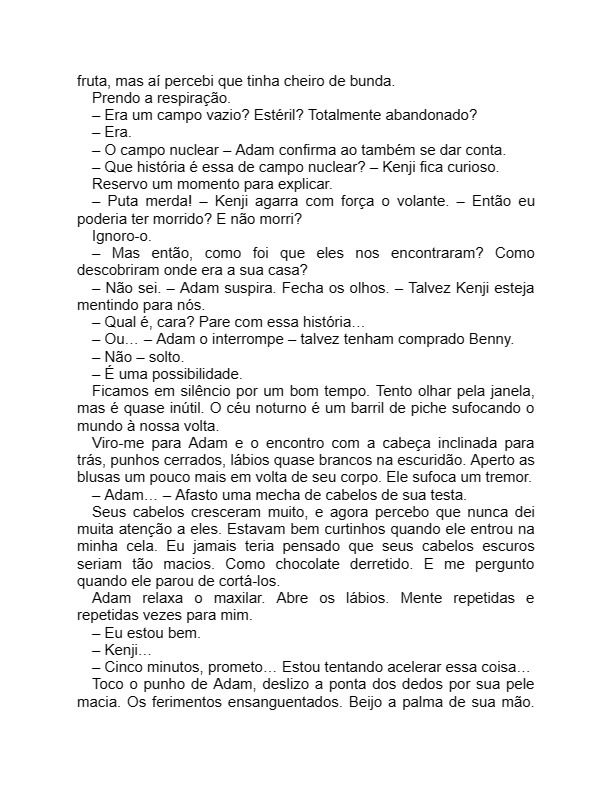 fruta, mas aí percebi que tinha cheiro de bunda.
Prendo a respiração.
– Era um campo vazio? Estéril? Totalmente abandonado?
– Era.
– O campo nuclear – Adam confirma ao também se dar conta.
– Que história é essa de campo nuclear? – Kenji fica curioso.
Reservo um momento para explicar.
– Puta merda! – Kenji agarra com força o volante. – Então eu
poderia ter morrido? E não morri?
Ignoro-o.
– Mas então, como foi que eles nos encontraram? Como
descobriram onde era a sua casa?
– Não sei. – Adam suspira. Fecha os olhos. – Talvez Kenji esteja
mentindo para nós.
– Qual é, cara? Pare com essa história…
– Ou… – Adam o interrompe – talvez tenham comprado Benny.
– Não – solto.
– É uma possibilidade.
Ficamos em silêncio por um bom tempo. Tento olhar pela janela,
mas é quase inútil. O céu noturno é um barril de piche sufocando o
mundo à nossa volta.
Viro-me para Adam e o encontro com a cabeça inclinada para
trás, punhos cerrados, lábios quase brancos na escuridão. Aperto as
blusas um pouco mais em volta de seu corpo. Ele sufoca um tremor.
– Adam… – Afasto uma mecha de cabelos de sua testa.
Seus cabelos cresceram muito, e agora percebo que nunca dei
muita atenção a eles. Estavam bem curtinhos quando ele entrou na
minha cela. Eu jamais teria pensado que seus cabelos escuros
seriam tão macios. Como chocolate derretido. E me pergunto
quando ele parou de cortá-los.
Adam relaxa o maxilar. Abre os lábios. Mente repetidas e
repetidas vezes para mim.
– Eu estou bem.
– Kenji…
– Cinco minutos, prometo… Estou tentando acelerar essa coisa…
Toco o punho de Adam, deslizo a ponta dos dedos por sua pele
macia. Os ferimentos ensanguentados. Beijo a palma de sua mão.